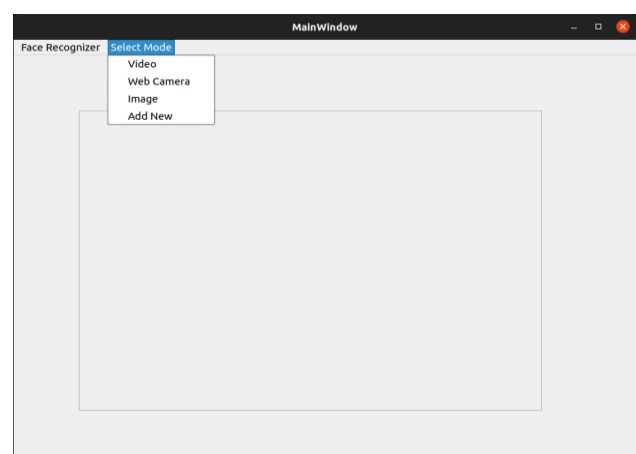 MainWindow
Face Recognizer Select Mode
Video
Web Camera
Image
Add New